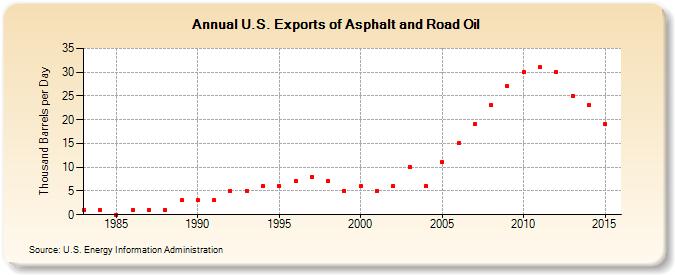 Annual U.S. Exports of Asphalt and Road Oil
Thousand Barrels per Day
35
30
25
20
15
10
5
0
1985 1990 1995 2000 2005 2010 2015
Source: U.S. Energy Information Administration